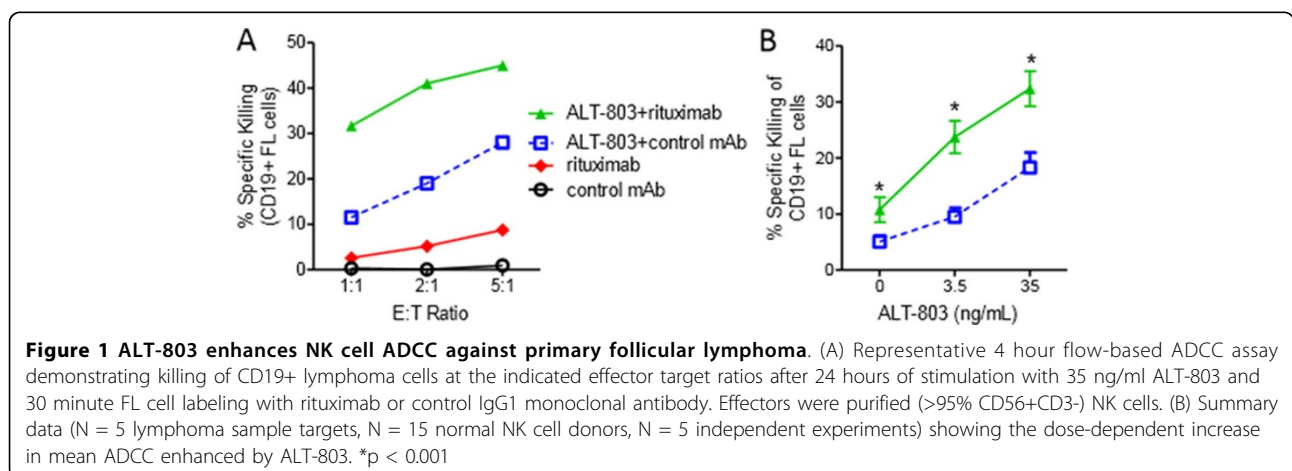 A
50
40
30
20
10
0
% Specific Killing
(CD19+ FL cells)
1:1 2:1 5:1
E:T Ratio
ALT-803+rituximab
ALT-803+control mAb
rituximab
control mAb
B
40
30
20
10
0
% Specific Killing of
CD19+ FL cells
* * *
0 3.5 35
ALT-803 (ng/mL)
Figure 1 ALT-803 enhances NK cell ADCC against primary follicular lymphoma. (A) Representative 4 hour flow-based ADCC assay
demonstrating killing of CD19+ lymphoma cells at the indicated effector target ratios after 24 hours of stimulation with 35 ng/ml ALT-803 and
30 minute FL cell labeling with rituximab or control IgG1 monoclonal antibody. Effectors were purified (>95% CD56+CD3-) NK cells. (B) Summary
data (N = 5 lymphoma sample targets, N = 15 normal NK cell donors, N = 5 independent experiments) showing the dose-dependent increase
in mean ADCC enhanced by ALT-803. *p < 0.001